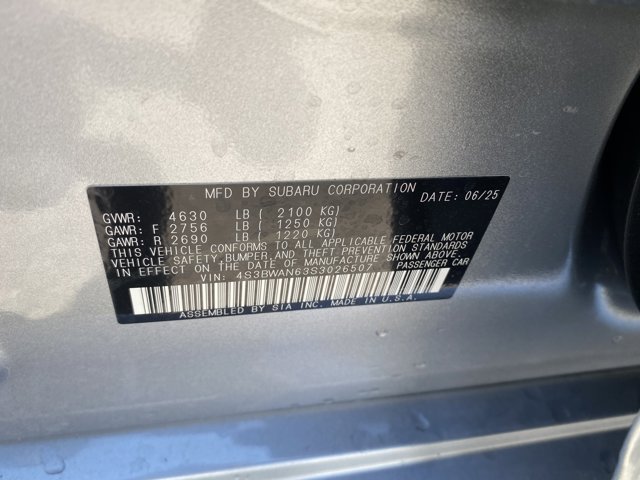 MFD BY SUBARU CORPORATION DATE: 06/25
GVWR: 4630 LB ( 2100 KG)
GAWR: F 2756 LB ( 1250 KG)
GAWR: R 2690 LB ( 1220 KG)
THIS VEHICLE CONFORMS TO ALL APPLICABLE FEDERAL MOTOR
VEHICLE SAFETY, BUMPER, AND THEFT PREVENTION STANDARDS
IN EFFECT ON THE DATE OF MANUFACTURE SHOWN ABOVE.
VIN: 4S3BWAN63S3026507 PASSENGER CAR
ASSEMBLED BY SIA INC. MADE IN U.S.A.